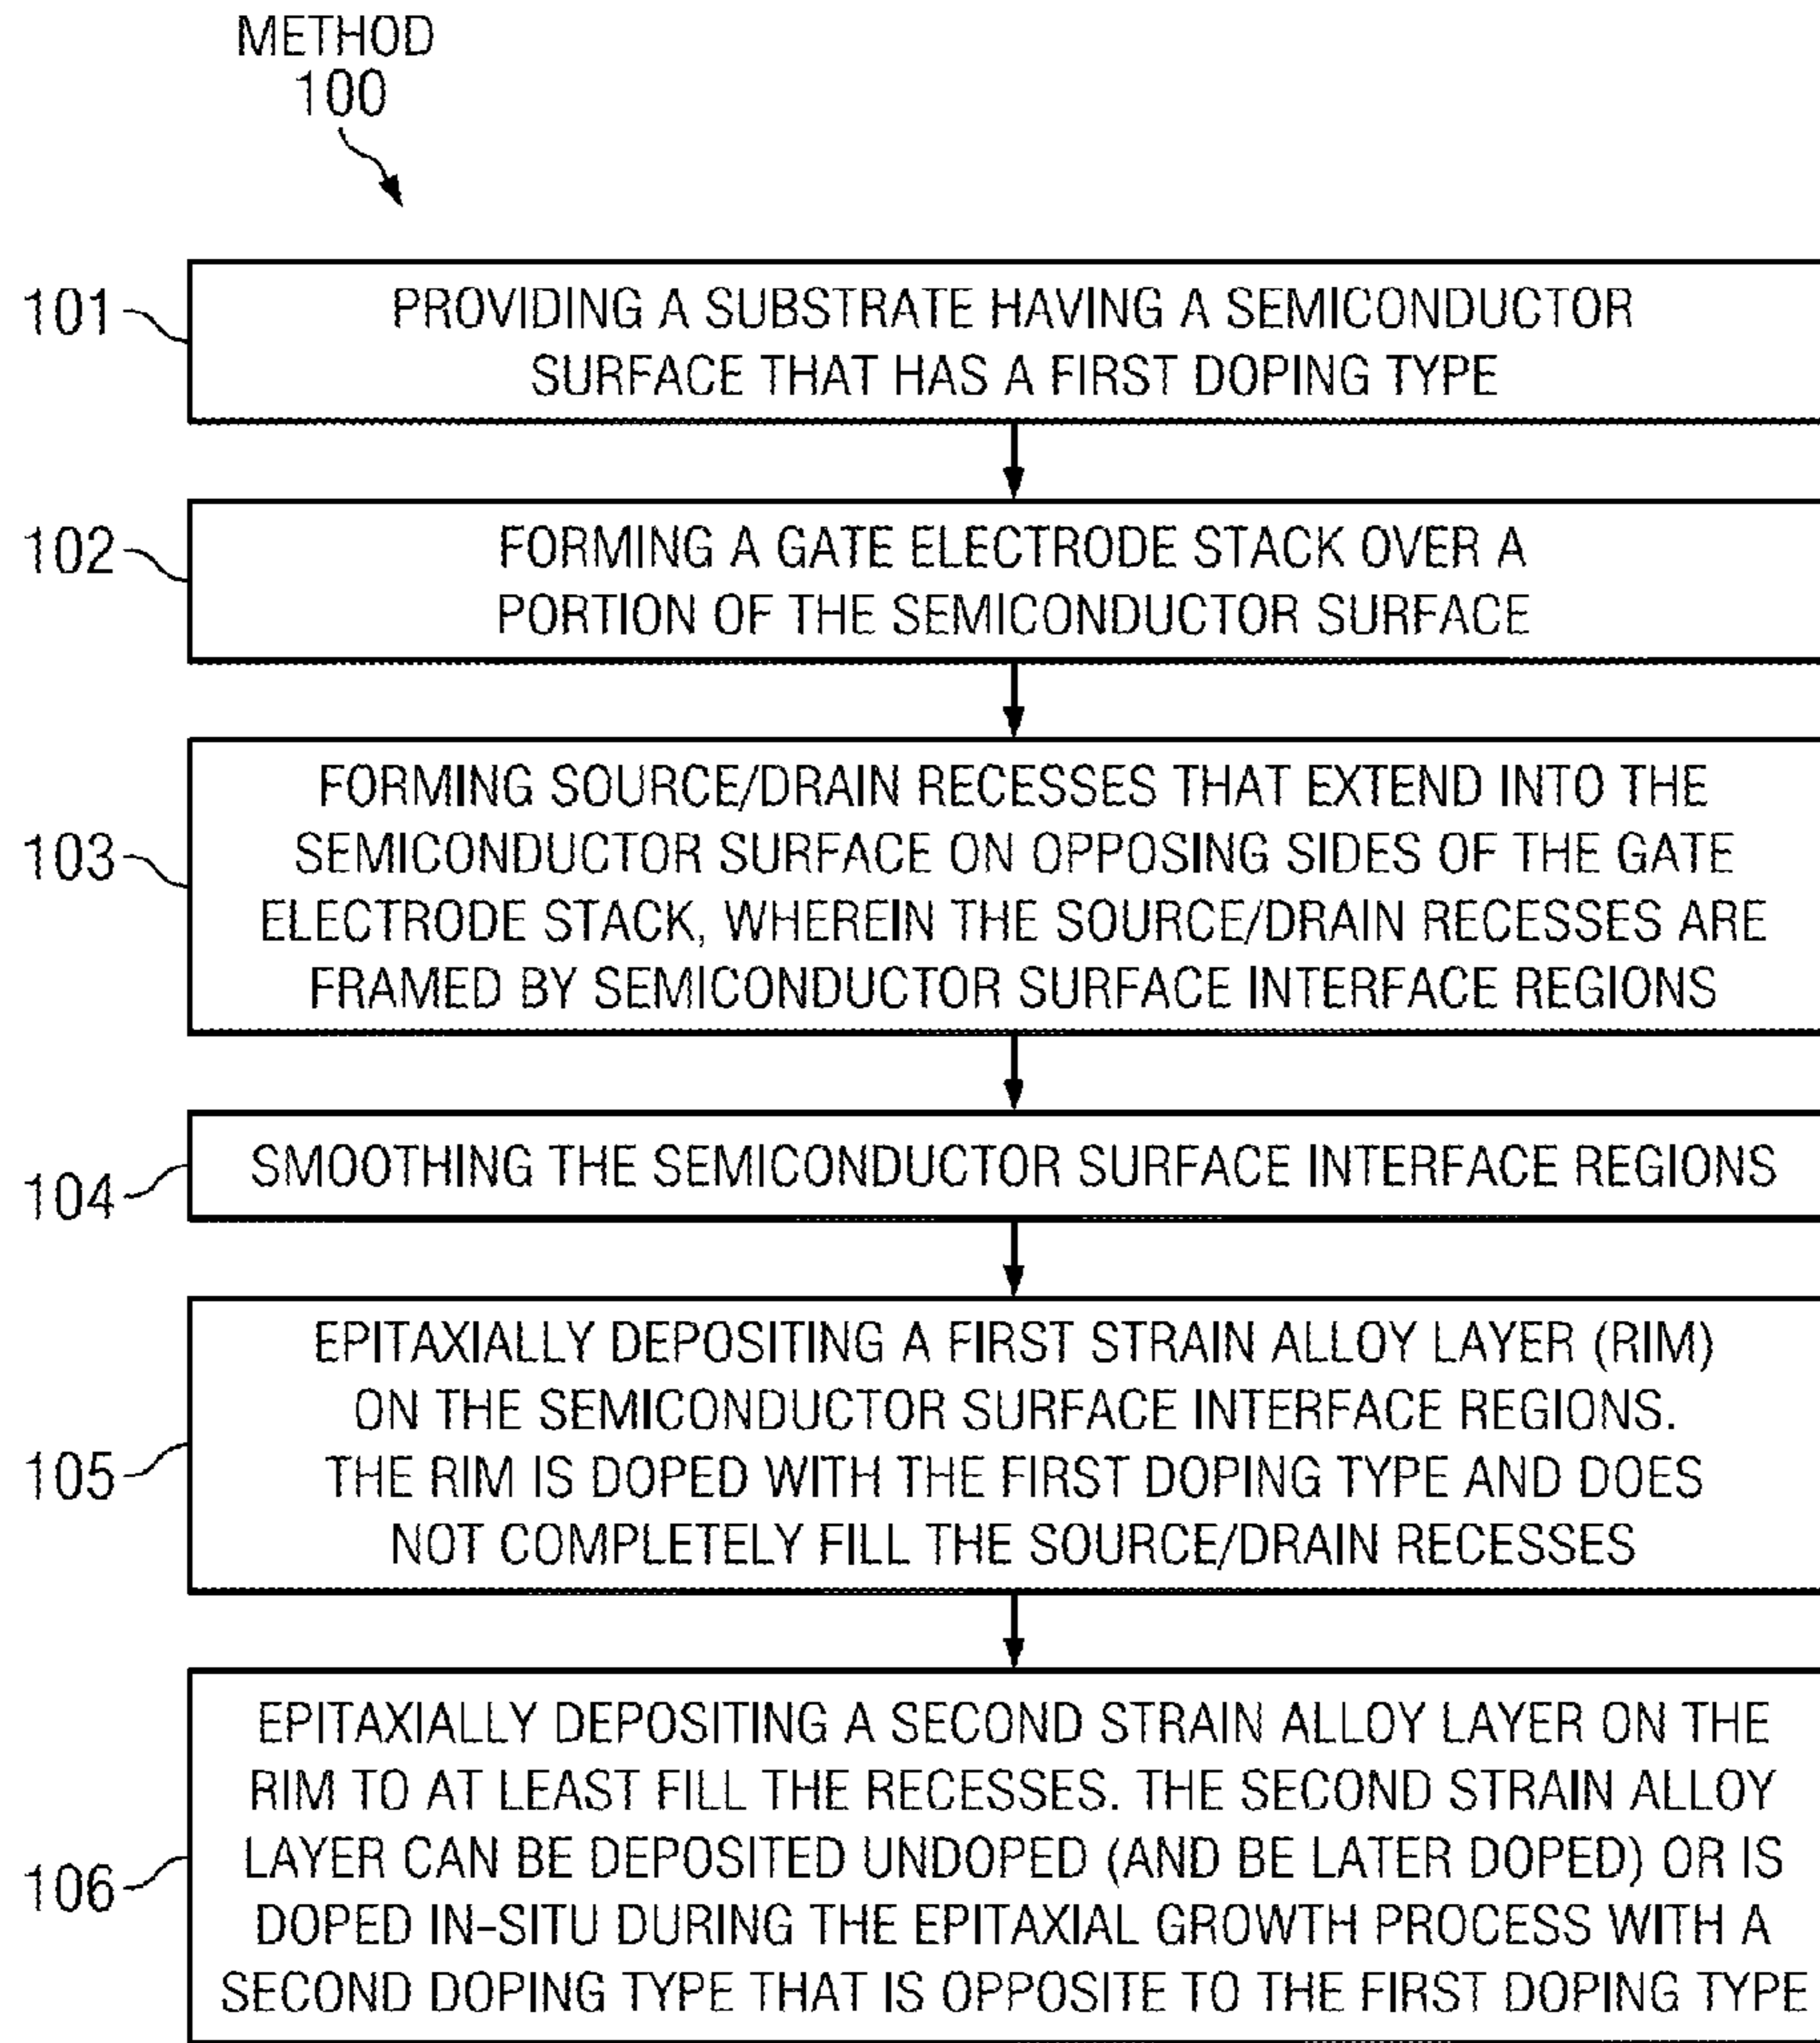 METHOD
100
101
PROVIDING A SUBSTRATE HAVING A SEMICONDUCTOR
SURFACE THAT HAS A FIRST DOPING TYPE
102
FORMING A GATE ELECTRODE STACK OVER A
PORTION OF THE SEMICONDUCTOR SURFACE
103
FORMING SOURCE/DRAIN RECESSES THAT EXTEND INTO THE
SEMICONDUCTOR SURFACE ON OPPOSING SIDES OF THE GATE
ELECTRODE STACK, WHEREIN THE SOURCE/DRAIN RECESSES ARE
FRAMED BY SEMICONDUCTOR SURFACE INTERFACE REGIONS
104
SMOOTHING THE SEMICONDUCTOR SURFACE INTERFACE REGIONS
105
EPITAXIALLY DEPOSITING A FIRST STRAIN ALLOY LAYER (RIM)
ON THE SEMICONDUCTOR SURFACE INTERFACE REGIONS.
THE RIM IS DOPED WITH THE FIRST DOPING TYPE AND DOES
NOT COMPLETELY FILL THE SOURCE/DRAIN RECESSES
106
EPITAXIALLY DEPOSITING A SECOND STRAIN ALLOY LAYER ON THE
RIM TO AT LEAST FILL THE RECESSES. THE SECOND STRAIN ALLOY
LAYER CAN BE DEPOSITED UNDOPED (AND BE LATER DOPED) OR IS
DOPED IN-SITU DURING THE EPITAXIAL GROWTH PROCESS WITH A
SECOND DOPING TYPE THAT IS OPPOSITE TO THE FIRST DOPING TYPE